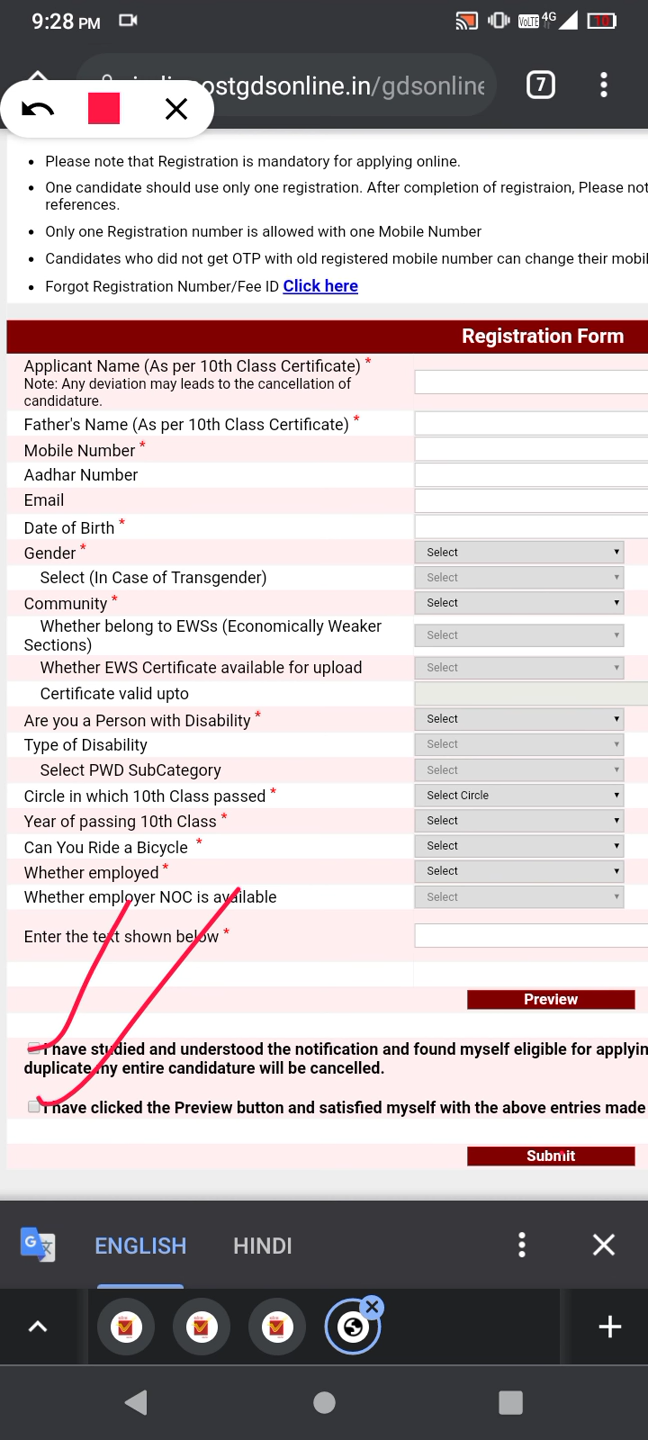 9:28 PM
VoLTE 4G
10
ostgdsonline.in/gdsonline
7
Please note that Registration is mandatory for applying online.
One candidate should use only one registration. After completion of registraion, Please not
references.
Only one Registration number is allowed with one Mobile Number
Candidates who did not get OTP with old registered mobile number can change their mobil
Forgot Registration Number/Fee ID Click here
Registration Form
Applicant Name (As per 10th Class Certificate) *
Note: Any deviation may leads to the cancellation of
candidature.
Father's Name (As per 10th Class Certificate) *
Mobile Number *
Aadhar Number
Email
Date of Birth *
Gender * Select
Select (In Case of Transgender) Select
Community * Select
Whether belong to EWSs (Economically Weaker
Sections) Select
Whether EWS Certificate available for upload Select
Certificate valid upto
Are you a Person with Disability * Select
Type of Disability Select
Select PWD SubCategory Select
Circle in which 10th Class passed * Select Circle
Year of passing 10th Class * Select
Can You Ride a Bicycle * Select
Whether employed * Select
Whether employer NOC is available Select
Enter the text shown below *
Preview
I have studied and understood the notification and found myself eligible for applyin
duplicate my entire candidature will be cancelled.
I have clicked the Preview button and satisfied myself with the above entries made
Submit
ENGLISH HINDI